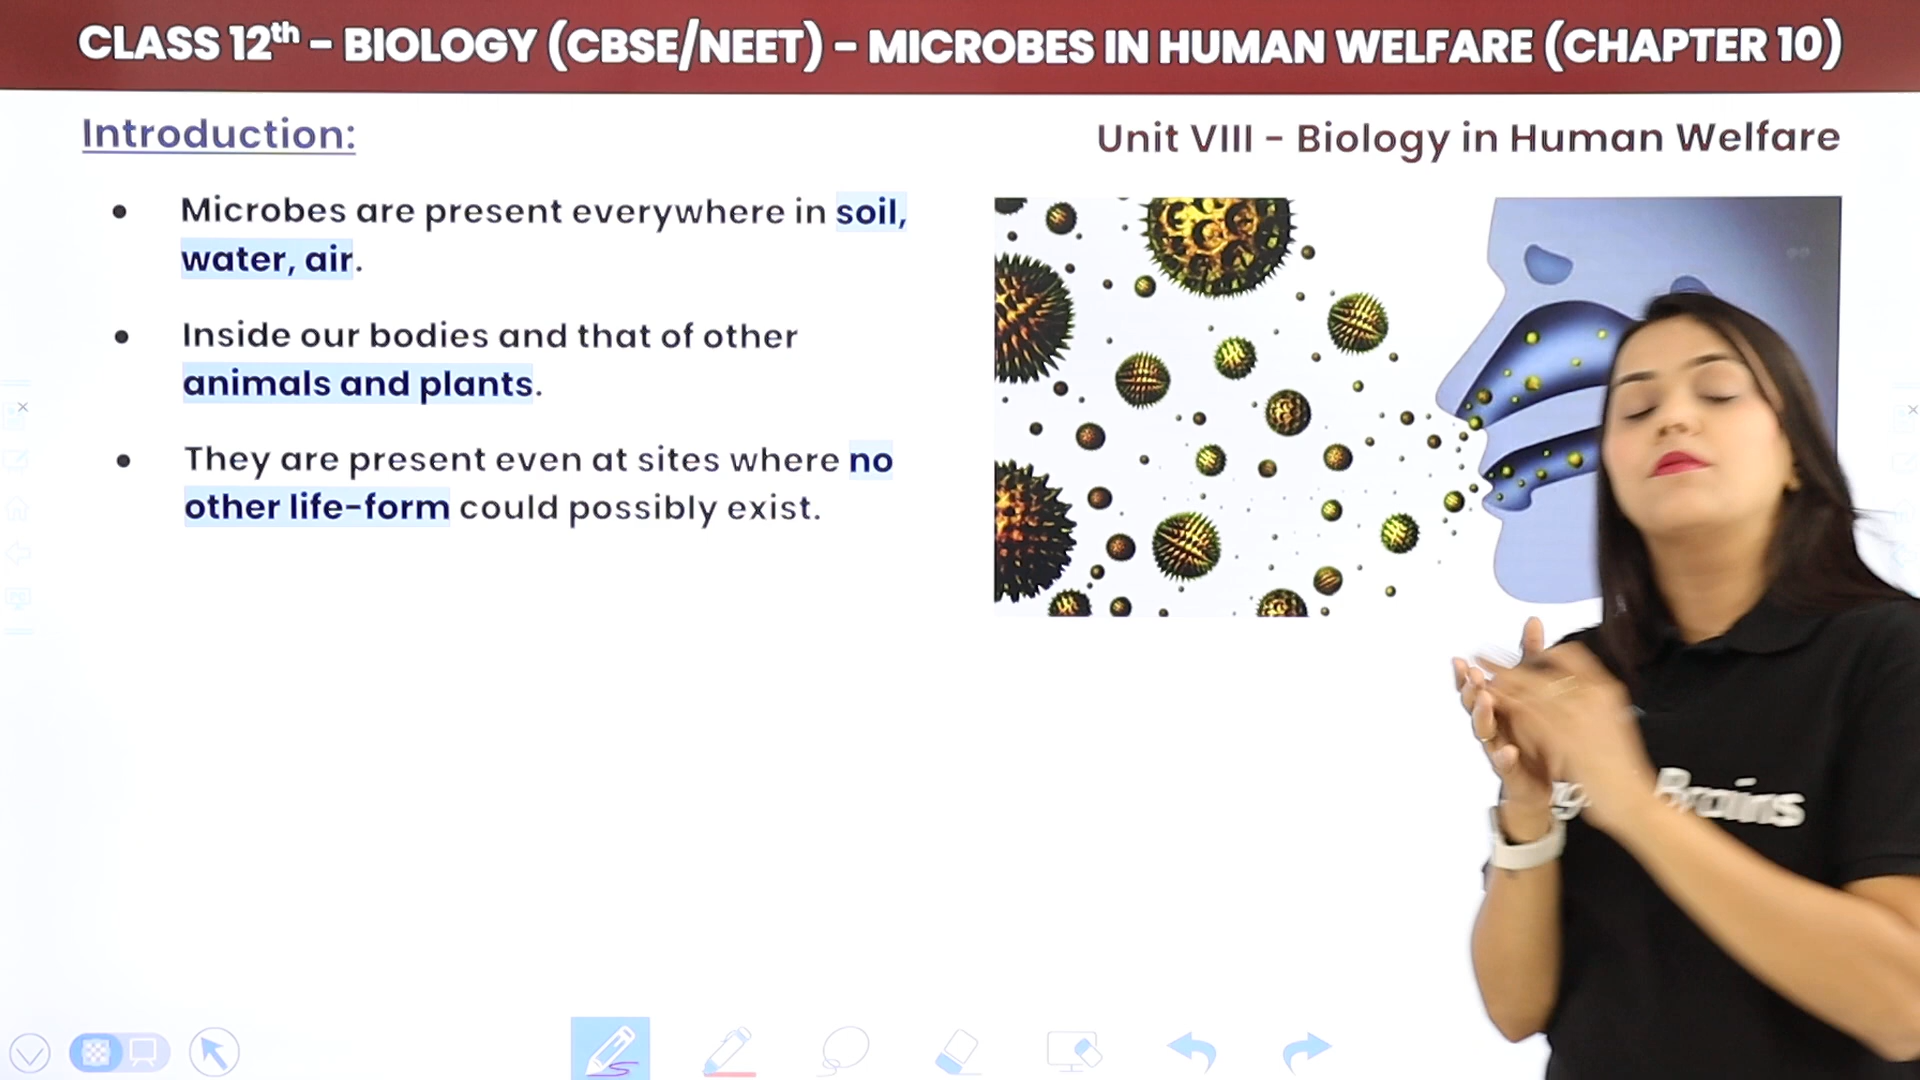 CLASS 12th - BIOLOGY (CBSE/NEET) - MICROBES IN HUMAN WELFARE (CHAPTER 10)
Introduction:
Unit VIII - Biology in Human Welfare
• Microbes are present everywhere in soil,
water, air.
• Inside our bodies and that of other
animals and plants.
• They are present even at sites where no
other life-form could possibly exist.
Brains